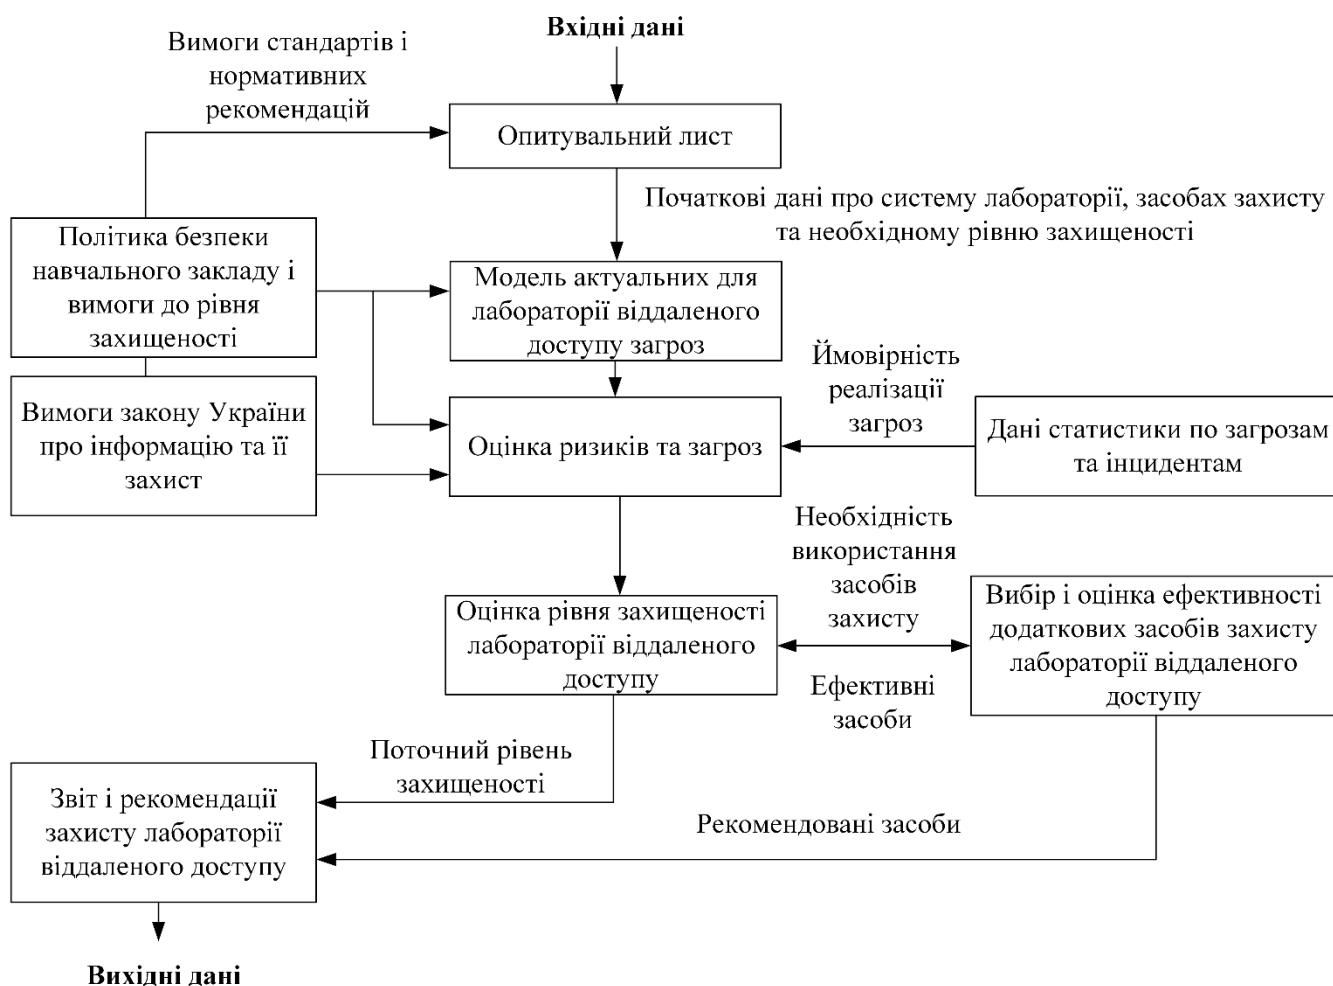 Вхідні дані
Вимоги стандартів і
нормативних
рекомендацій
Опитувальний лист
Початкові дані про систему лабораторії, засобах захисту
та необхідному рівню захищеності
Політика безпеки
навчального закладу і
вимоги до рівня
захищеності
Модель актуальних для
лабораторії віддаленого
доступу загроз
Вимоги закону України
про інформацію та її
захист
Оцінка ризиків та загроз
Ймовірність
реалізації
загроз
Дані статистики по загрозам
та інцидентам
Необхідність
використання
засобів
захисту
Оцінка рівня захищеності
лабораторії віддаленого
доступу
Вибір і оцінка ефективності
додаткових засобів захисту
лабораторії віддаленого
доступу
Ефективні
засоби
Поточний рівень
захищеності
Звіт і рекомендації
захисту лабораторії
віддаленого доступу
Рекомендовані засоби
Вихідні дані